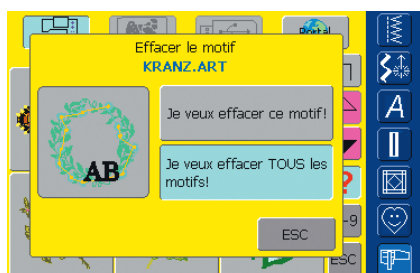 Portal
Effacer le motif
KRANZ.ART
Je veux effacer ce motif!
AB
Je veux effacer TOUS les
motifs!
?
-9
ESC
ESC
A